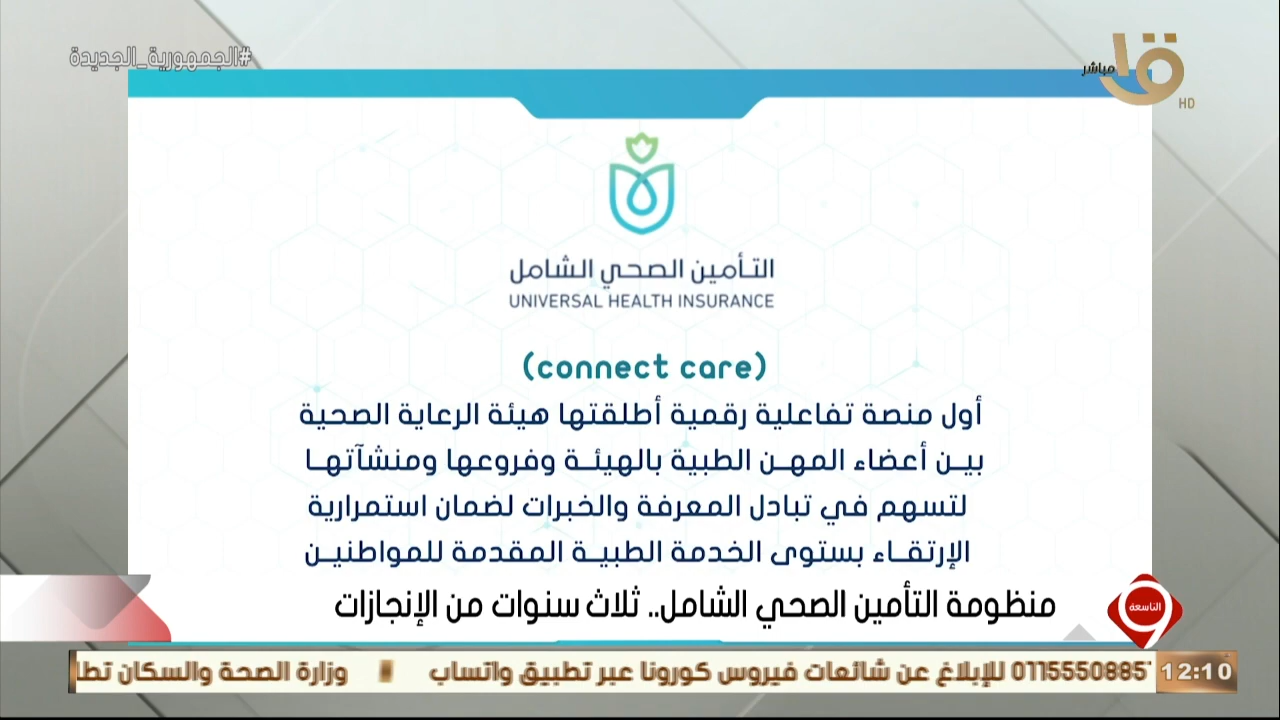 #الجمهورية_الجديدة
مباشر
HD
التأمين الصحي الشامل
UNIVERSAL HEALTH INSURANCE
(connect care)
أول منصة تفاعلية رقمية أطلقتها هيئة الرعاية الصحية
بين أعضاء المهن الطبية بالهيئة وفروعها ومنشآتها
لتسهم في تبادل المعرفة والخبرات لضمان استمرارية
الإرتقاء بستوى الخدمة الطبية المقدمة للمواطنين
منظومة التأمين الصحي الشامل.. ثلاث سنوات من الإنجازات
التاسعة
9
0115550885 للإبلاغ عن شائعات فيروس كورونا عبر تطبيق واتساب
وزارة الصحة والسكان تطا
12:10